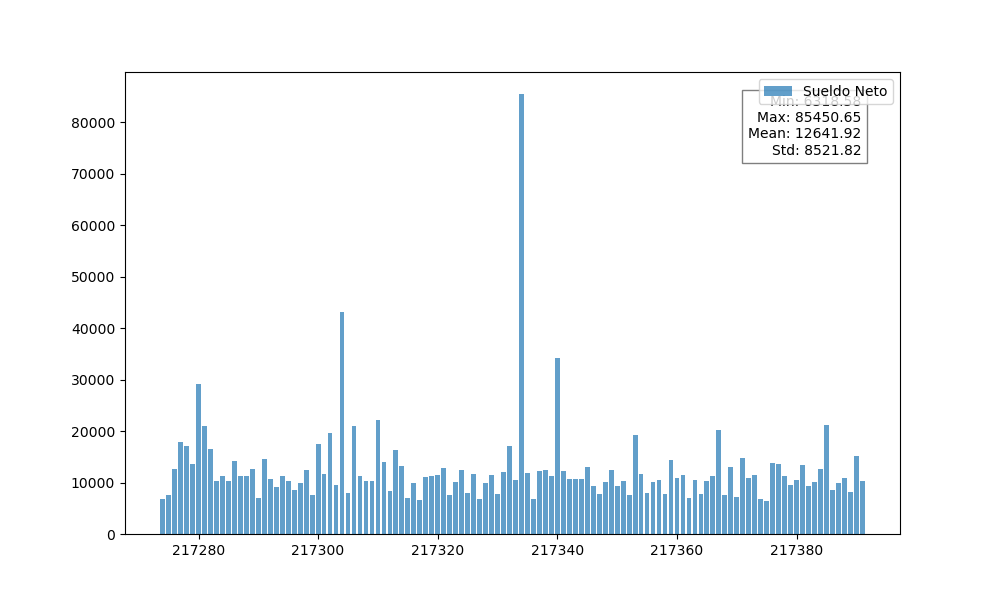 Sueldo Neto
Min: 6318.58
Max: 85450.65
Mean: 12641.92
Std: 8521.82
80000
70000
60000
50000
40000
30000
20000
10000
0
217280 217300 217320 217340 217360 217380